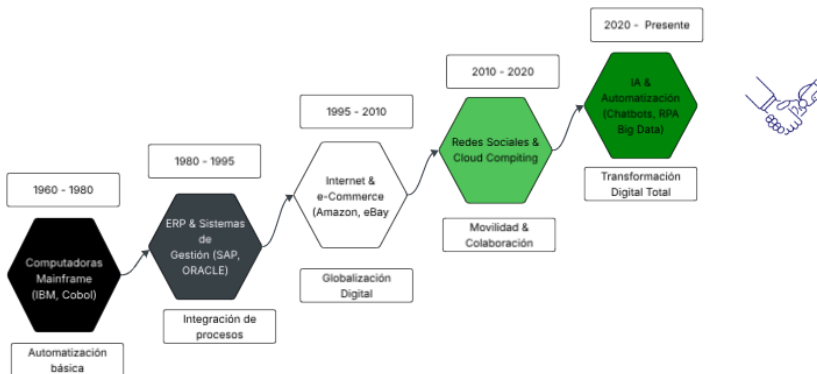 1960 - 1980
Computadoras
Mainframe
(IBM, Cobol)
Automatización
básica
1980 - 1995
ERP & Sistemas
de
Gestión (SAP,
ORACLE)
Integración de
procesos
1995 - 2010
Internet &
e-Commerce
(Amazon, eBay
Globalización
Digital
2010 - 2020
Redes Sociales &
Cloud Compiting
Movilidad &
Colaboración
2020 - Presente
IA &
Automatización
(Chatbots, RPA
Big Data)
Transformación
Digital Total